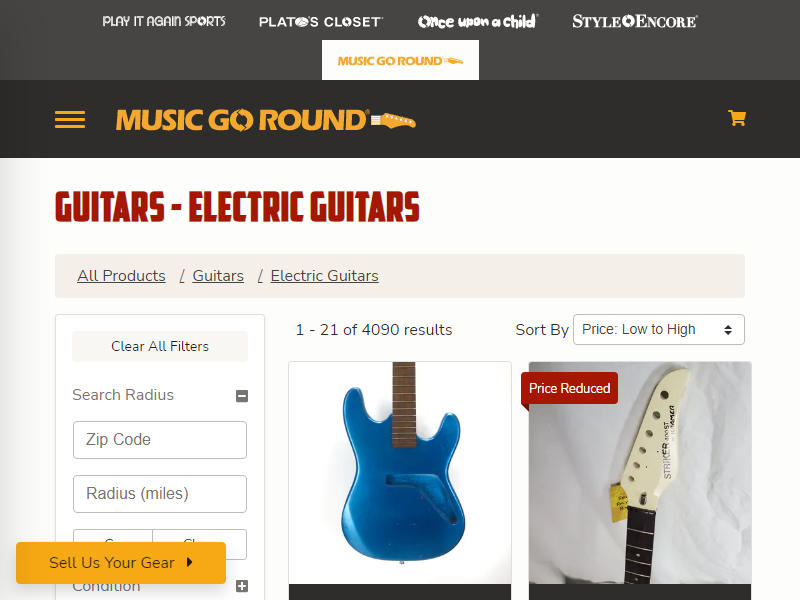 PLAY IT AGAIN SPORTS
PLATO'S CLOSET
Once upon a child
STYLE ENCORE
MUSIC GO ROUND
MUSIC GO ROUND
GUITARS - ELECTRIC GUITARS
All Products / Guitars / Electric Guitars
1 - 21 of 4090 results
Sort By Price: Low to High
Clear All Filters
Search Radius
Zip Code
Radius (miles)
Sell Us Your Gear
Condition
Price Reduced
STRIKER